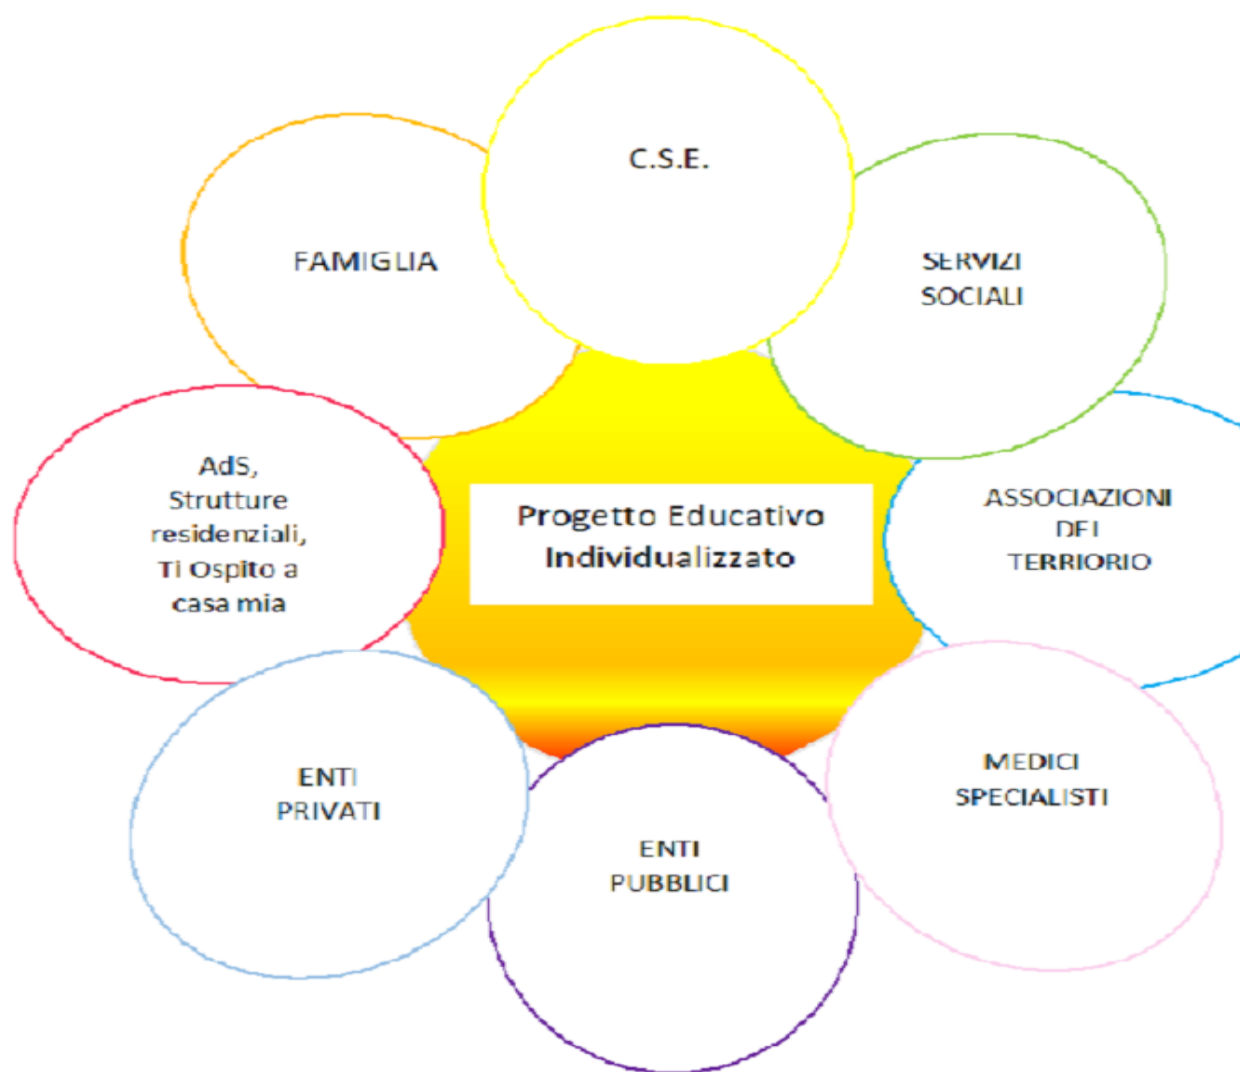 C.S.E.
FAMIGLIA
SERVIZI
SOCIALI
AdS,
Strutture
residenziali,
Ti Ospito a
casa mia
Progetto Educativo
Individualizzato
ASSOCIAZIONI
DEI
TERRIORIO
ENTI
PRIVATI
MEDICI
SPECIALISTI
ENTI
PUBBLICI